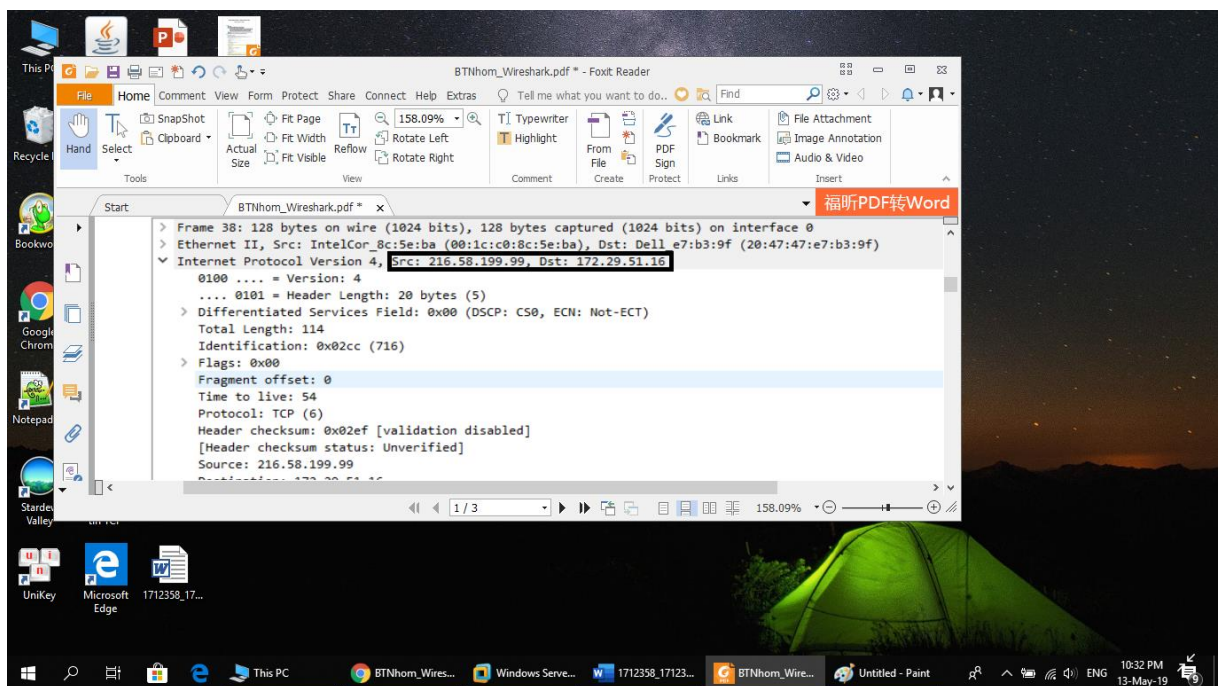 This P
BTNhom_Wireshark.pdf * - Foxit Reader
File Home Comment View Form Protect Share Connect Help Extras Tell me what you want to do.. Find
Hand
Select
SnapShot
Clipboard
Actual Size
Fit Page
Fit Width
Fit Visible
Reflow
158.09%
Rotate Left
Rotate Right
Typewriter
Highlight
From File
PDF Sign
Link
Bookmark
File Attachment
Image Annotation
Audio & Video
Tools View Comment Create Protect Links Insert
Start BTNhom_Wireshark.pdf * x
福昕PDF转Word
Frame 38: 128 bytes on wire (1024 bits), 128 bytes captured (1024 bits) on interface 0
Ethernet II, Src: IntelCor_8c:5e:ba (00:1c:c0:8c:5e:ba), Dst: Dell_e7:b3:9f (20:47:47:e7:b3:9f)
Internet Protocol Version 4, Src: 216.58.199.99, Dst: 172.29.51.16
0100 .... = Version: 4
.... 0101 = Header Length: 20 bytes (5)
Differentiated Services Field: 0x00 (DSCP: CS0, ECN: Not-ECT)
Total Length: 114
Identification: 0x02cc (716)
Flags: 0x00
Fragment offset: 0
Time to live: 54
Protocol: TCP (6)
Header checksum: 0x02ef [validation disabled]
[Header checksum status: Unverified]
Source: 216.58.199.99
1 / 3
158.09%
Recycle
Bookwo
Google
Chrom
Notepad
Stardew
Valley
UniKey
Microsoft
Edge
1712358_17...
This PC BTNhom_Wires... Windows Serve... 1712358_17123... BTNhom_Wire... Untitled - Paint ENG
10:32 PM
13-May-19
9